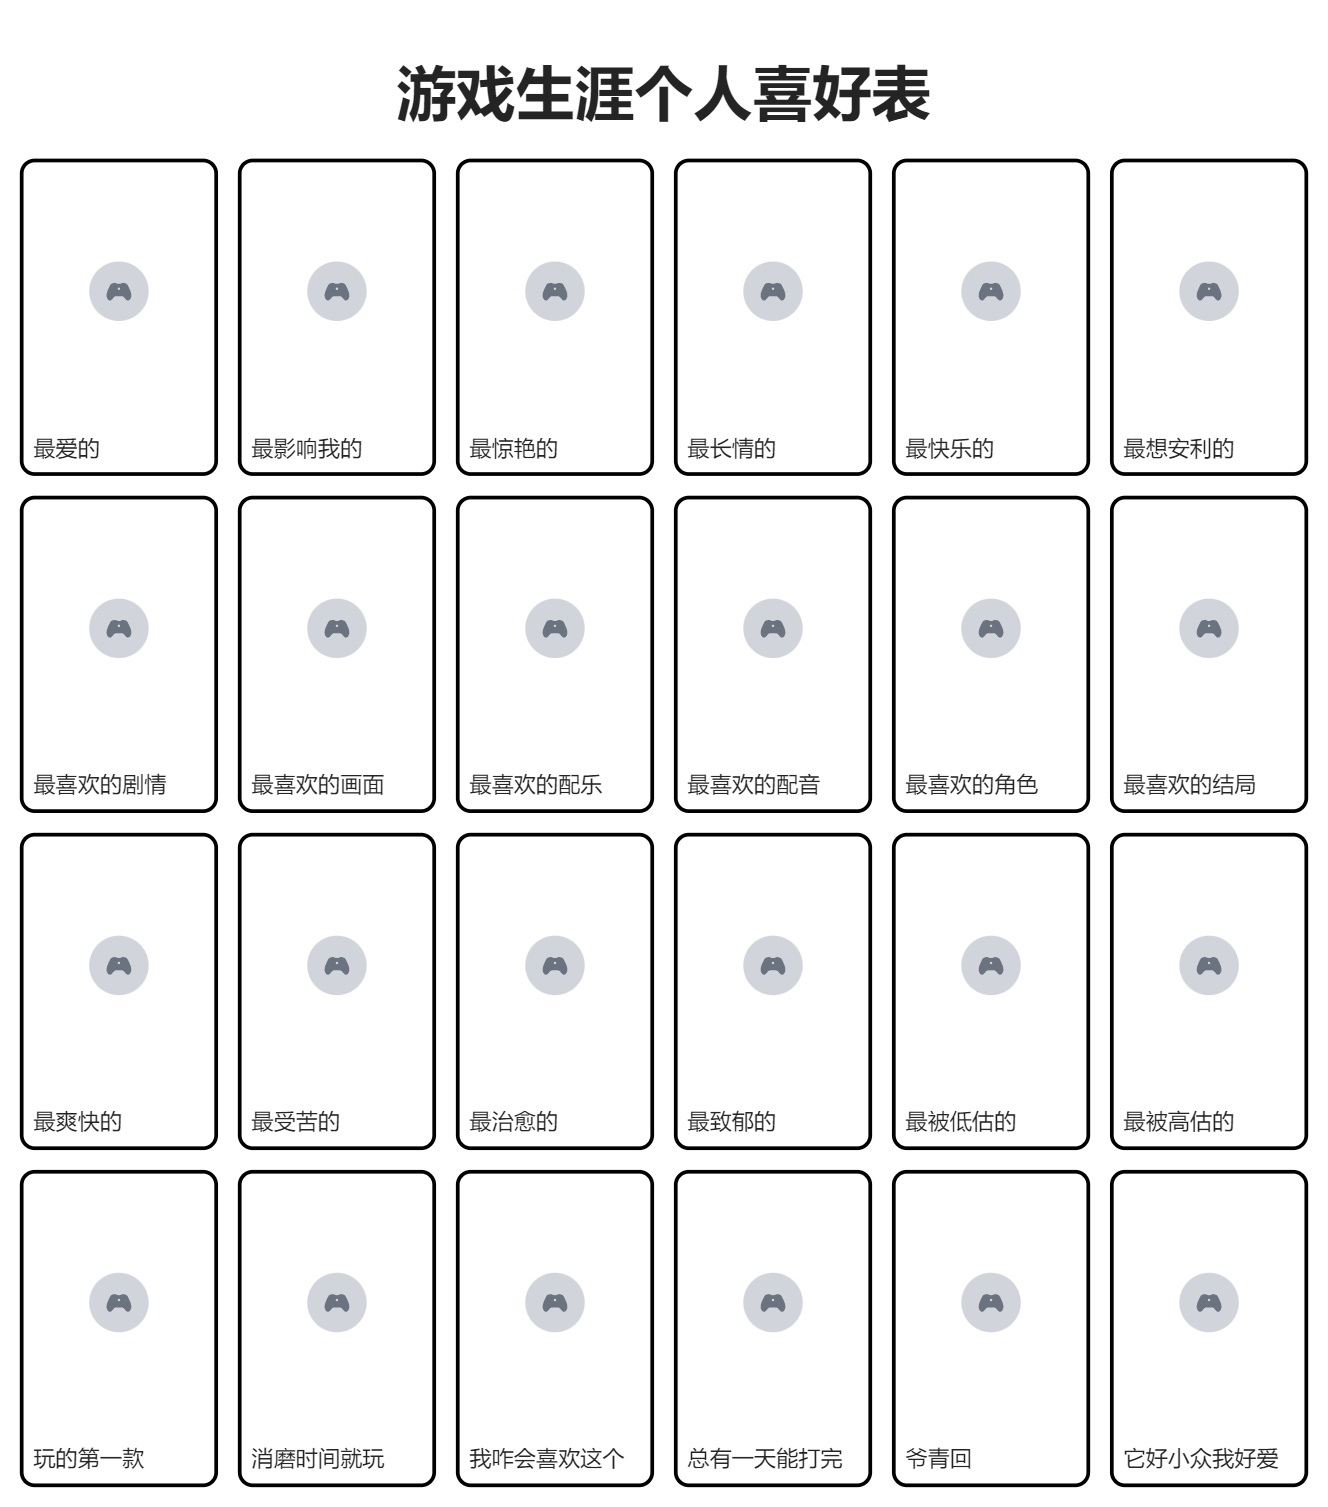 游戏生涯个人喜好表
最爱的
最影响我的
最惊艳的
最长情的
最快乐的
最想安利的
最喜欢的剧情
最喜欢的画面
最喜欢的配乐
最喜欢的配音
最喜欢的角色
最喜欢的结局
最爽快的
最受苦的
最治愈的
最致郁的
最被低估的
最被高估的
玩的第一款
消磨时间就玩
我咋会喜欢这个
总有一天能打完
爷青回
它好小众我好爱